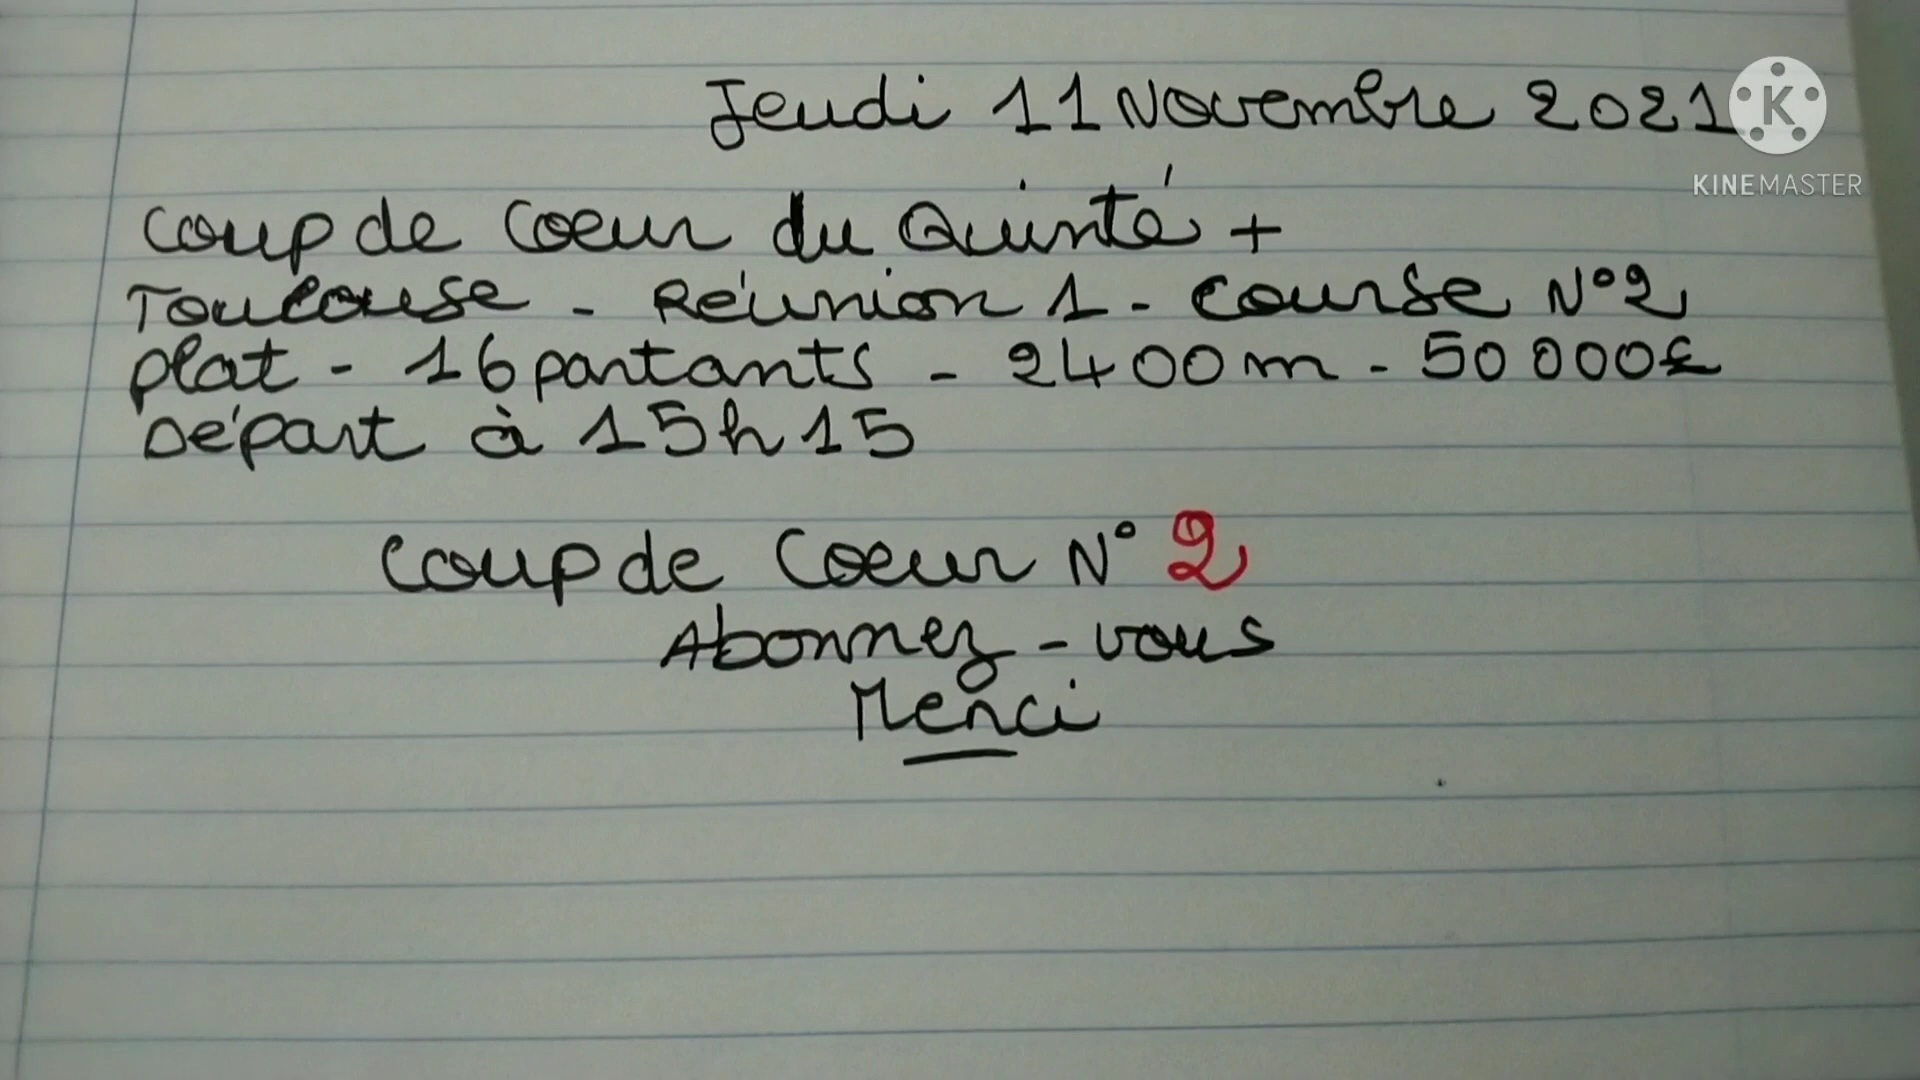 Jeudi 11 Novembre 2021
K
KINEMASTER
Coup de Coeur du Quinté +
Toulouse - Réunion 1 - Course N°2
plat - 16 partants - 2400m - 50 000£
Départ à 15h15
Coup de Coeur N° 2
Abonnez-vous
Merci